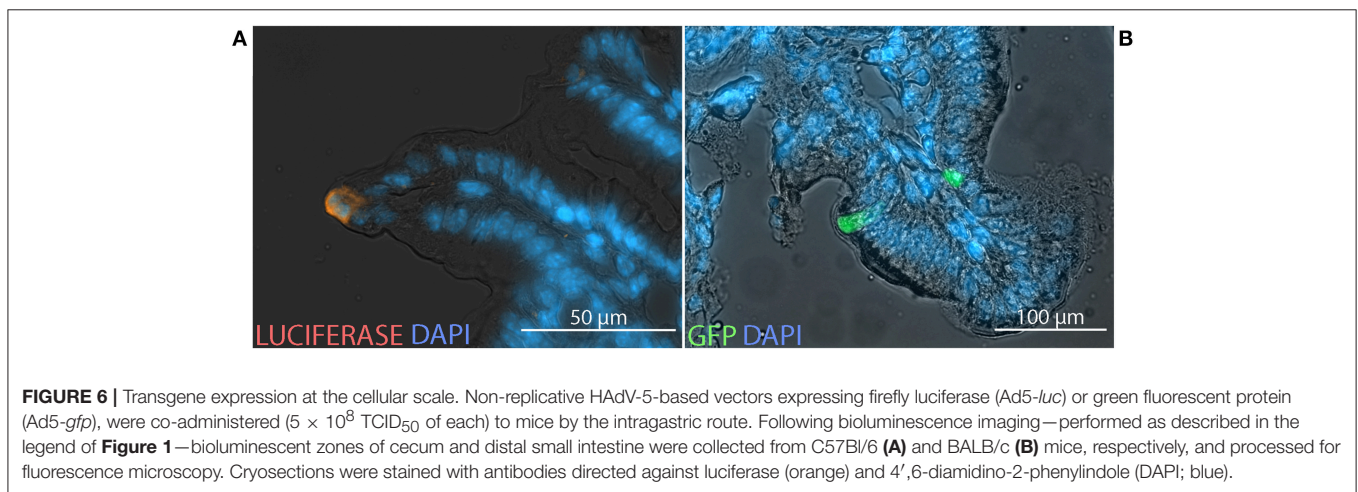 A
B
LUCIFERASE DAPI
50 µm
GFP DAPI
100 µm
FIGURE 6 | Transgene expression at the cellular scale. Non-replicative HAdV-5-based vectors expressing firefly luciferase (Ad5-luc) or green fluorescent protein
(Ad5-gfp), were co-administered (5 × 10⁸ TCID₅₀ of each) to mice by the intragastric route. Following bioluminescence imaging—performed as described in the
legend of Figure 1—bioluminescent zones of cecum and distal small intestine were collected from C57Bl/6 (A) and BALB/c (B) mice, respectively, and processed for
fluorescence microscopy. Cryosections were stained with antibodies directed against luciferase (orange) and 4′,6-diamidino-2-phenylindole (DAPI; blue).